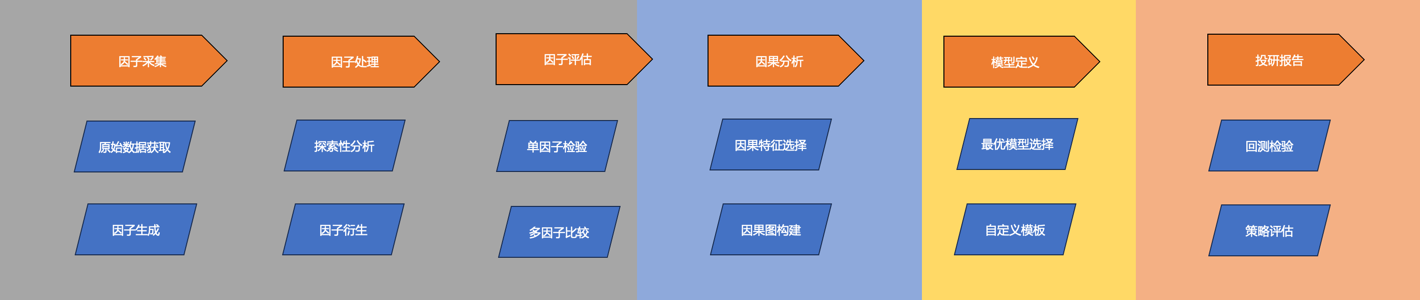 因子采集
因子处理
因子评估
因果分析
模型定义
投研报告
原始数据获取
探索性分析
单因子检验
因果特征选择
最优模型选择
回测检验
因子生成
因子衍生
多因子比较
因果图构建
自定义模板
策略评估